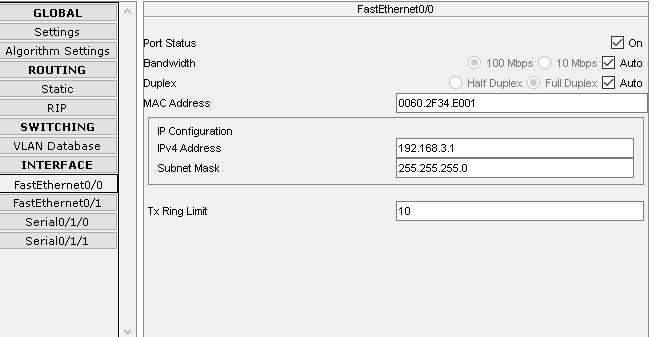 GLOBAL
Settings
Algorithm Settings
ROUTING
Static
RIP
SWITCHING
VLAN Database
INTERFACE
FastEthernet0/0
FastEthernet0/1
Serial0/1/0
Serial0/1/1
FastEthernet0/0
Port Status On
Bandwidth 100 Mbps 10 Mbps Auto
Duplex Half Duplex Full Duplex Auto
MAC Address 0060.2F34.E001
IP Configuration
IPv4 Address 192.168.3.1
Subnet Mask 255.255.255.0
Tx Ring Limit 10